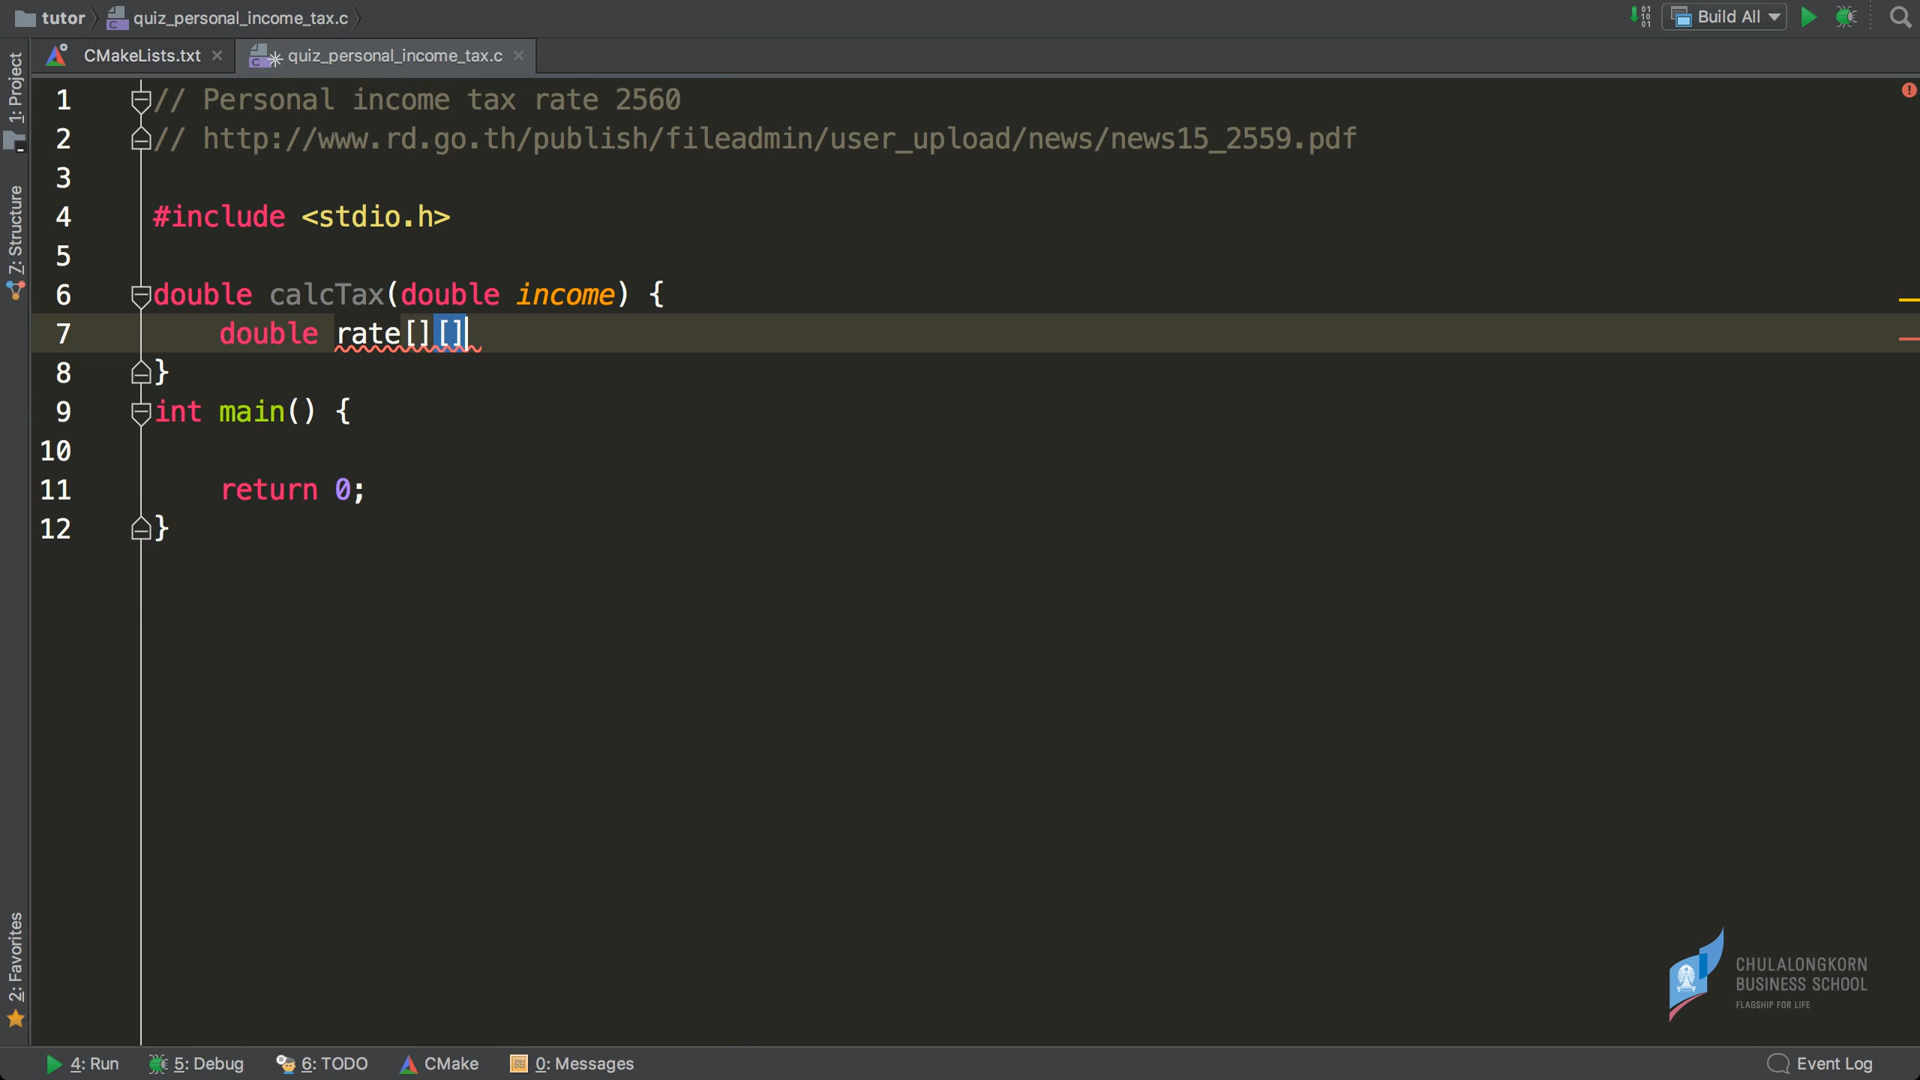 tutor quiz_personal_income_tax.c Build All
CMakeLists.txt quiz_personal_income_tax.c
1: Project
7: Structure
2: Favorites
1 // Personal income tax rate 2560
2 // http://www.rd.go.th/publish/fileadmin/user_upload/news/news15_2559.pdf
3
4 #include <stdio.h>
5
6 double calcTax(double income) {
7     double rate[][]
8 }
9 int main() {
10
11     return 0;
12 }
CHULALONGKORN
BUSINESS SCHOOL
FLAGSHIP FOR LIFE
4: Run 5: Debug 6: TODO CMake 0: Messages Event Log